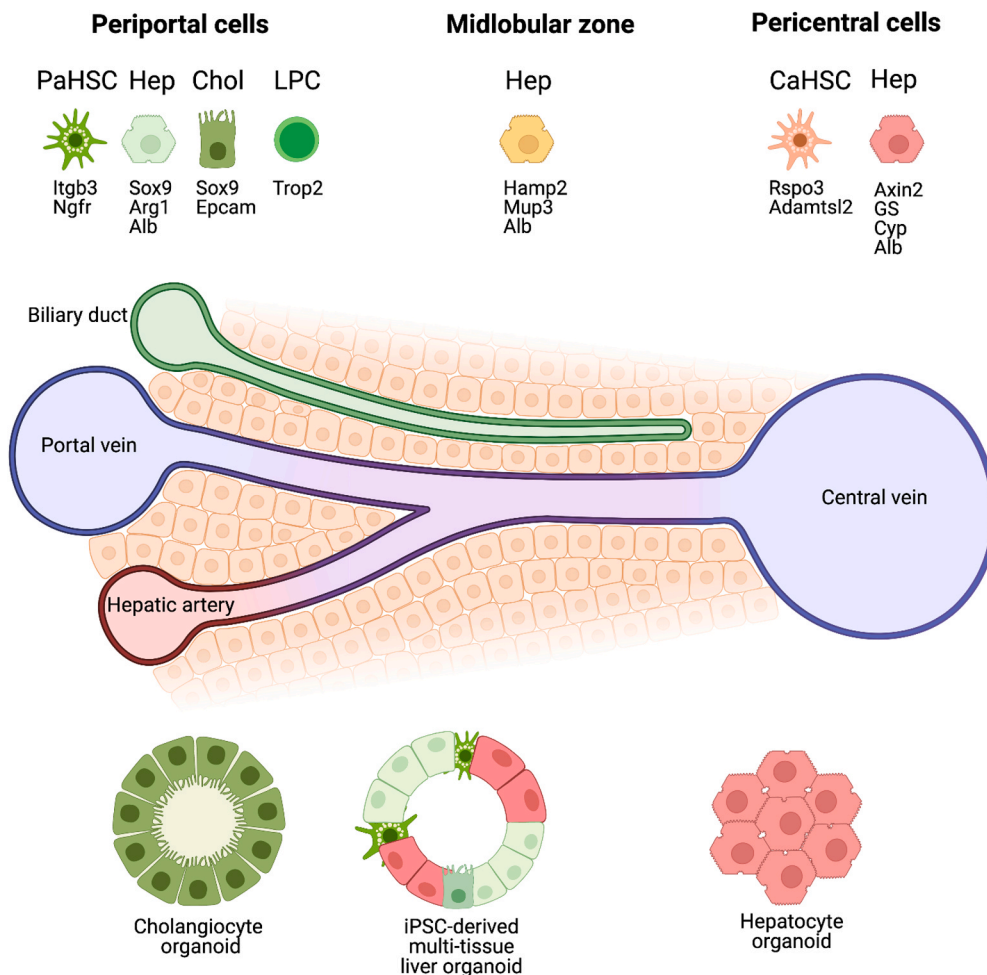 Periportal cells
Midlobular zone
Pericentral cells
PaHSC
Hep
Chol
LPC
Hep
CaHSC
Hep
Itgb3
Ngfr
Sox9
Arg1
Alb
Sox9
Epcam
Trop2
Hamp2
Mup3
Alb
Rspo3
Adamtsl2
Axin2
GS
Cyp
Alb
Biliary duct
Portal vein
Central vein
Hepatic artery
Cholangiocyte
organoid
iPSC-derived
multi-tissue
liver organoid
Hepatocyte
organoid